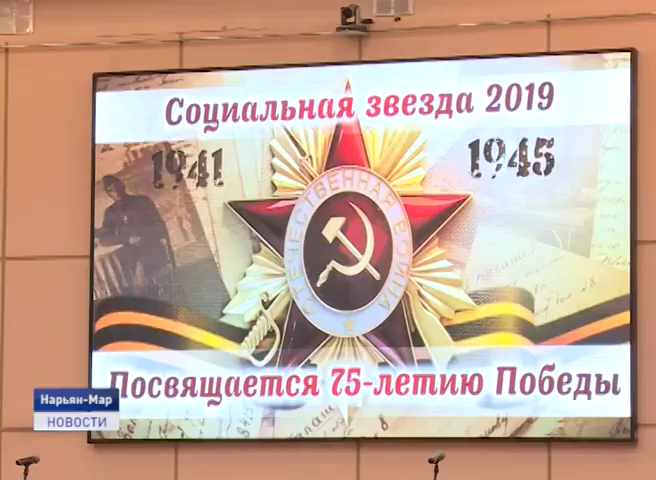 Социальная звезда 2019
1941
1945
ОТЕЧЕСТВЕННАЯ ВОЙНА
Посвящается 75-летию Победы
Нарьян-Мар
НОВОСТИ